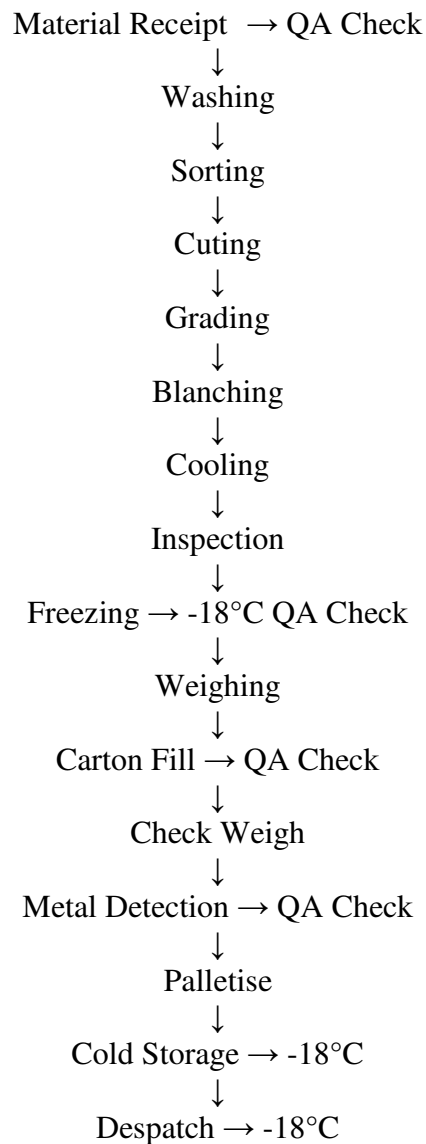 Material Receipt → QA Check
↓
Washing
↓
Sorting
↓
Cuting
↓
Grading
↓
Blanching
↓
Cooling
↓
Inspection
↓
Freezing → -18°C QA Check
↓
Weighing
↓
Carton Fill → QA Check
↓
Check Weigh
↓
Metal Detection → QA Check
↓
Palletise
↓
Cold Storage → -18°C
↓
Despatch → -18°C